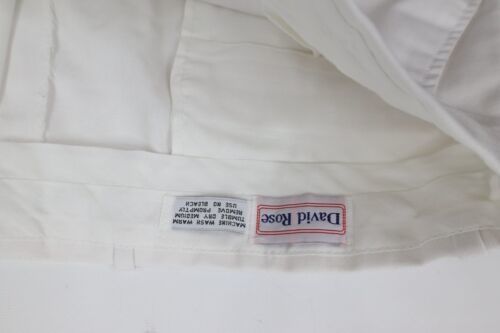 David Rose
MACHINE WASH WARM
TUMBLE DRY MEDIUM
REMOVE PROMPTLY
USE NO BLEACH